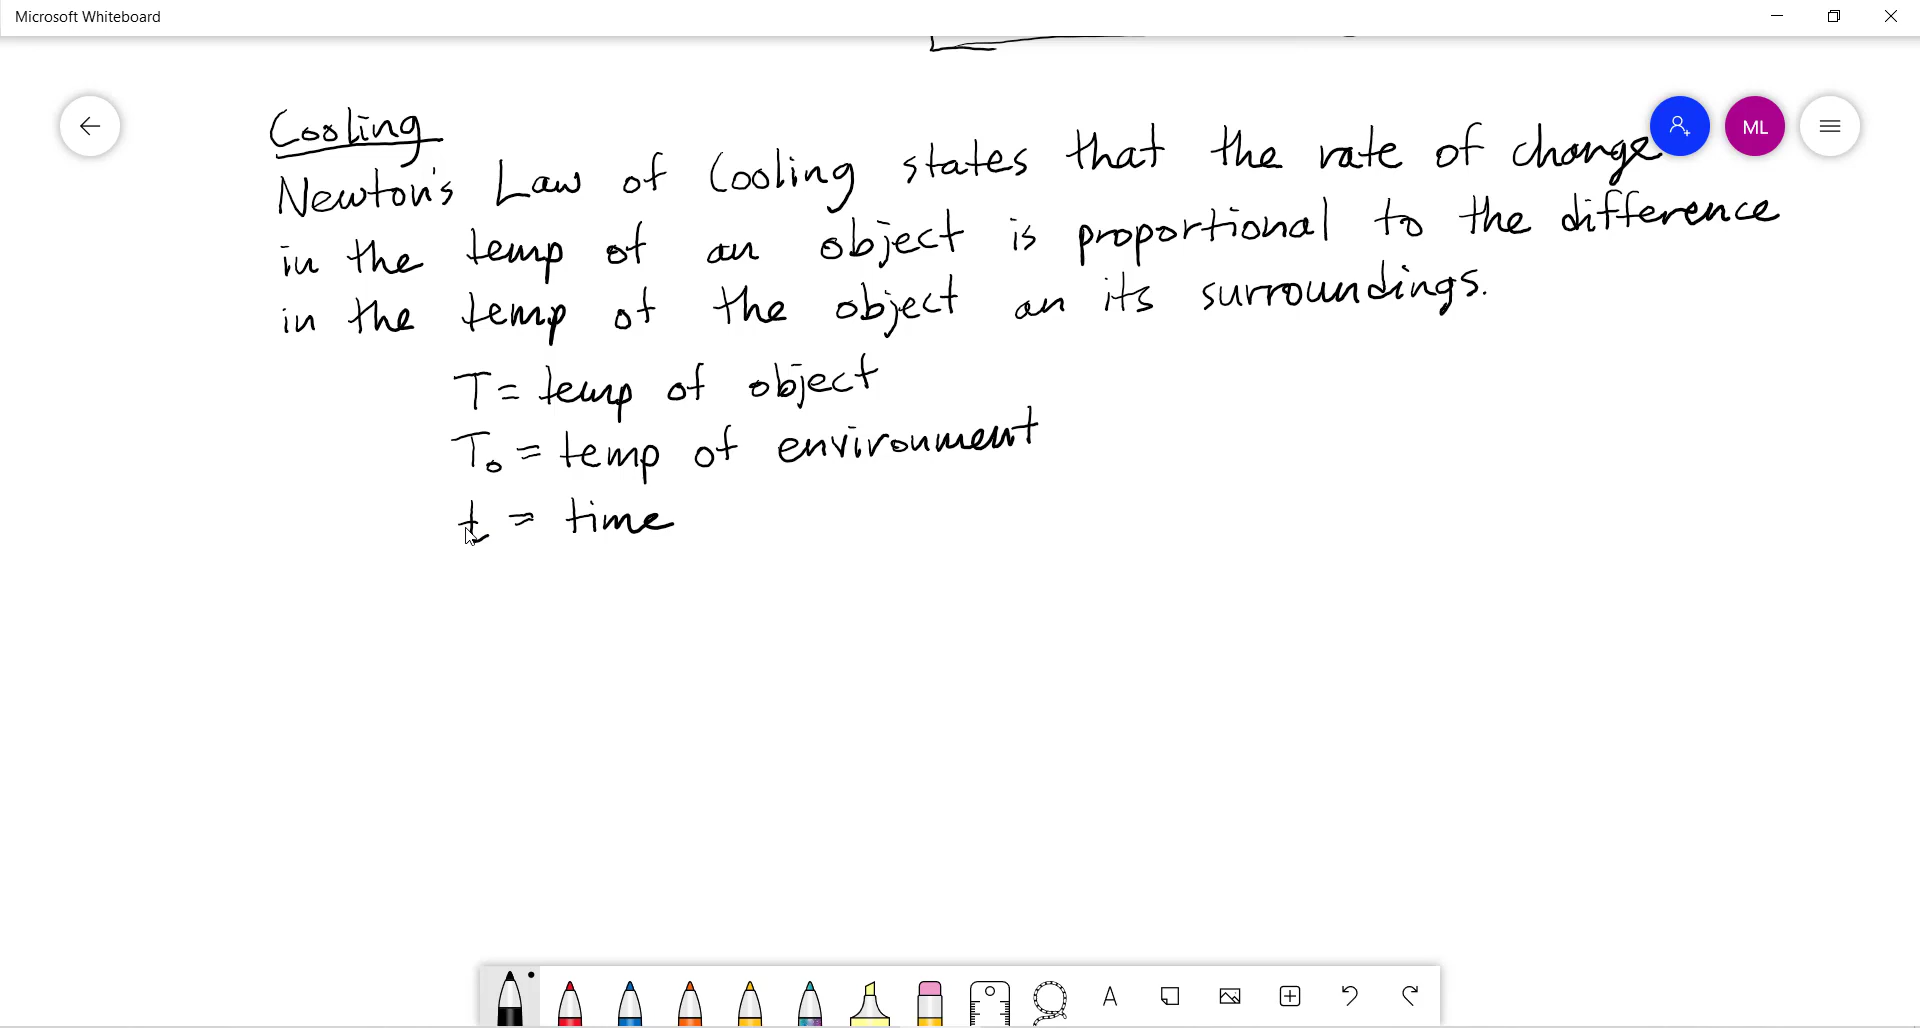 Microsoft Whiteboard
ML
Cooling
Newton's Law of Cooling states that the rate of change
in the temp of an object is proportional to the difference
in the temp of the object an its surroundings.
T = temp of object
T₀ = temp of environment
t = time
A